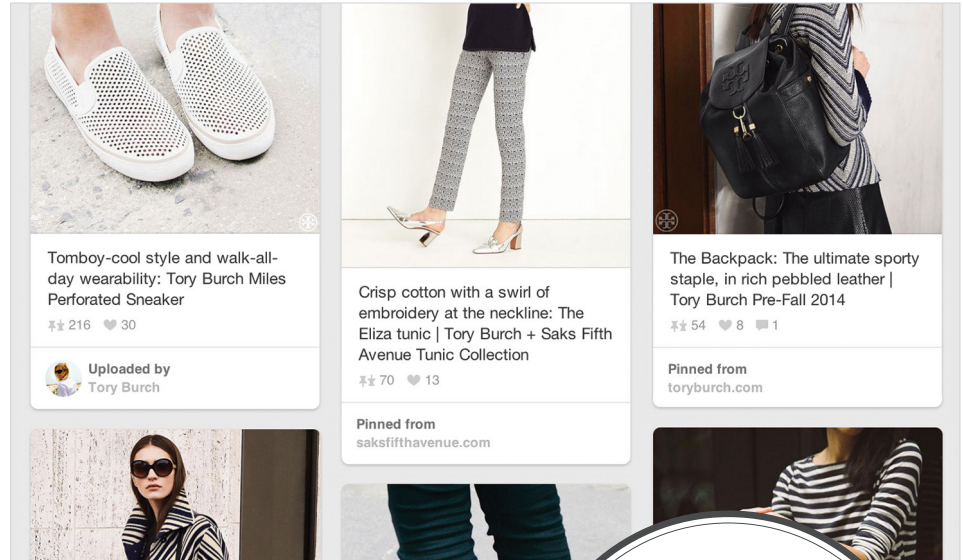 Tomboy-cool style and walk-all-
day wearability: Tory Burch Miles
Perforated Sneaker
216 30
Uploaded by
Tory Burch
Crisp cotton with a swirl of
embroidery at the neckline: The
Eliza tunic | Tory Burch + Saks Fifth
Avenue Tunic Collection
70 13
Pinned from
saksfifthavenue.com
The Backpack: The ultimate sporty
staple, in rich pebbled leather |
Tory Burch Pre-Fall 2014
54 8 1
Pinned from
toryburch.com